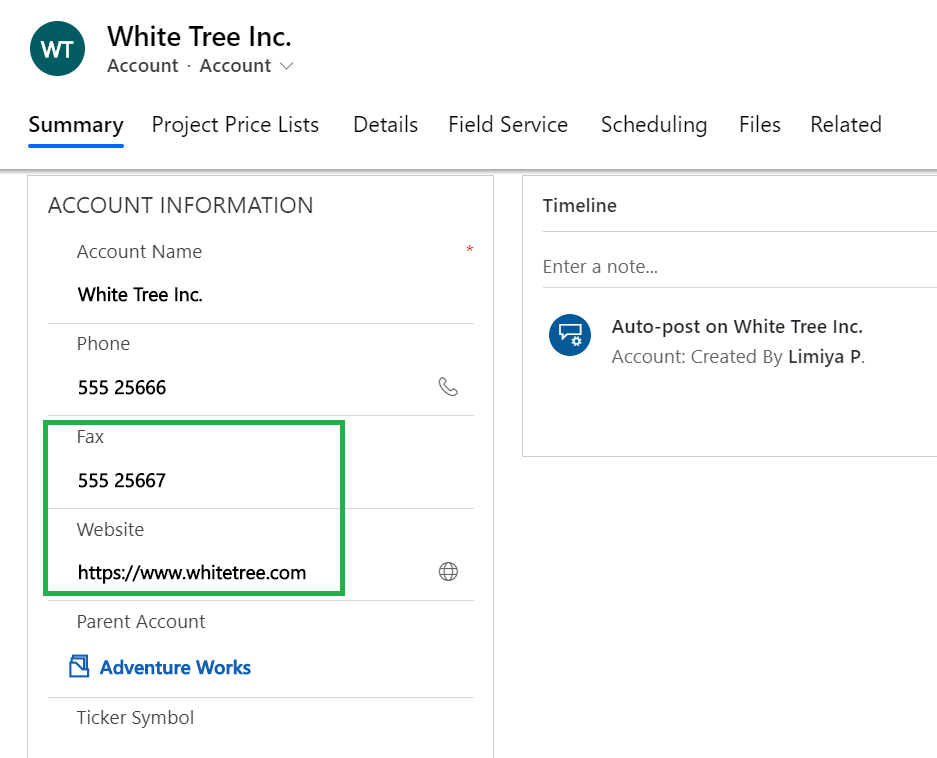 WT
White Tree Inc.
Account · Account
Summary Project Price Lists Details Field Service Scheduling Files Related
ACCOUNT INFORMATION
Account Name *
White Tree Inc.
Phone
555 25666
Fax
555 25667
Website
https://www.whitetree.com
Parent Account
Adventure Works
Ticker Symbol
Timeline
Enter a note...
Auto-post on White Tree Inc.
Account: Created By Limiya P.